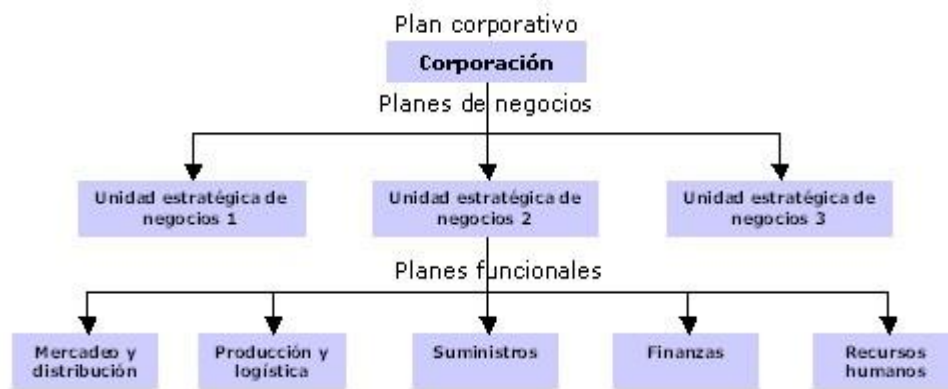 Plan corporativo
Corporación
Planes de negocios
Unidad estratégica de
negocios 1
Unidad estratégica de
negocios 2
Unidad estratégica de
negocios 3
Planes funcionales
Mercadeo y
distribución
Producción y
logística
Suministros
Finanzas
Recursos
humanos